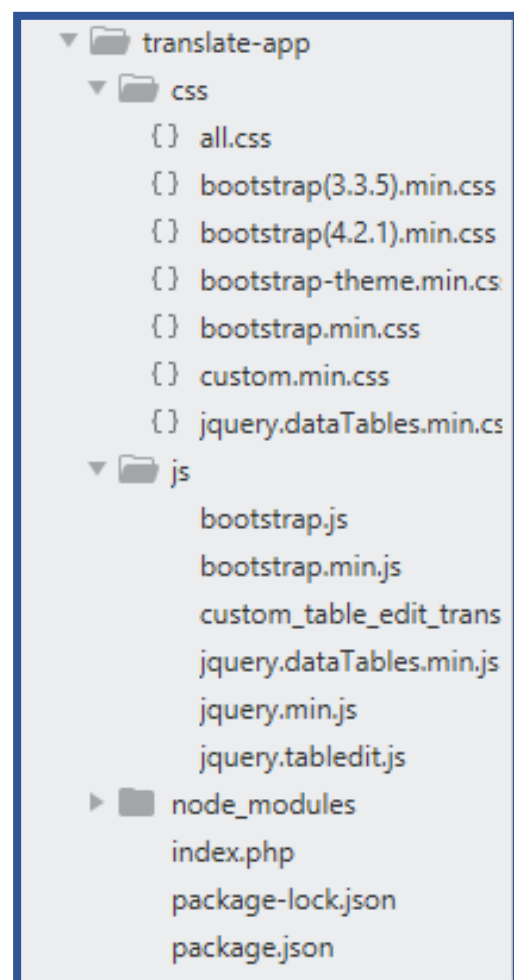 translate-app
css
{} all.css
{} bootstrap(3.3.5).min.css
{} bootstrap(4.2.1).min.css
{} bootstrap-theme.min.cs
{} bootstrap.min.css
{} custom.min.css
{} jquery.dataTables.min.cs
js
bootstrap.js
bootstrap.min.js
custom_table_edit_trans
jquery.dataTables.min.js
jquery.min.js
jquery.tabledit.js
node_modules
index.php
package-lock.json
package.json